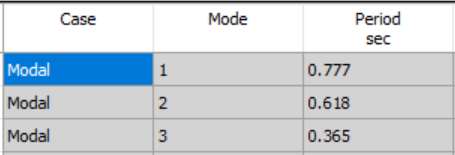 Case Mode Period
sec
Modal 1 0.777
Modal 2 0.618
Modal 3 0.365